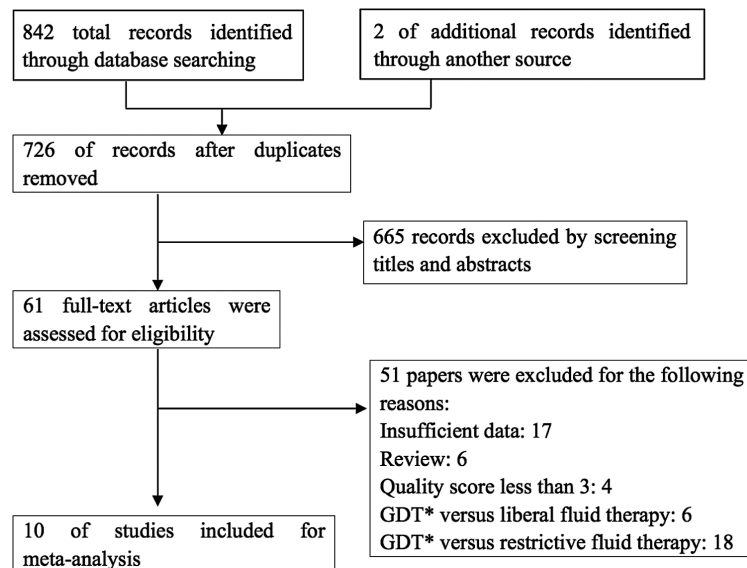 842 total records identified
through database searching
2 of additional records identified
through another source
726 of records after duplicates
removed
665 records excluded by screening
titles and abstracts
61 full-text articles were
assessed for eligibility
51 papers were excluded for the following
reasons:
Insufficient data: 17
Review: 6
Quality score less than 3: 4
GDT* versus liberal fluid therapy: 6
GDT* versus restrictive fluid therapy: 18
10 of studies included for
meta-analysis